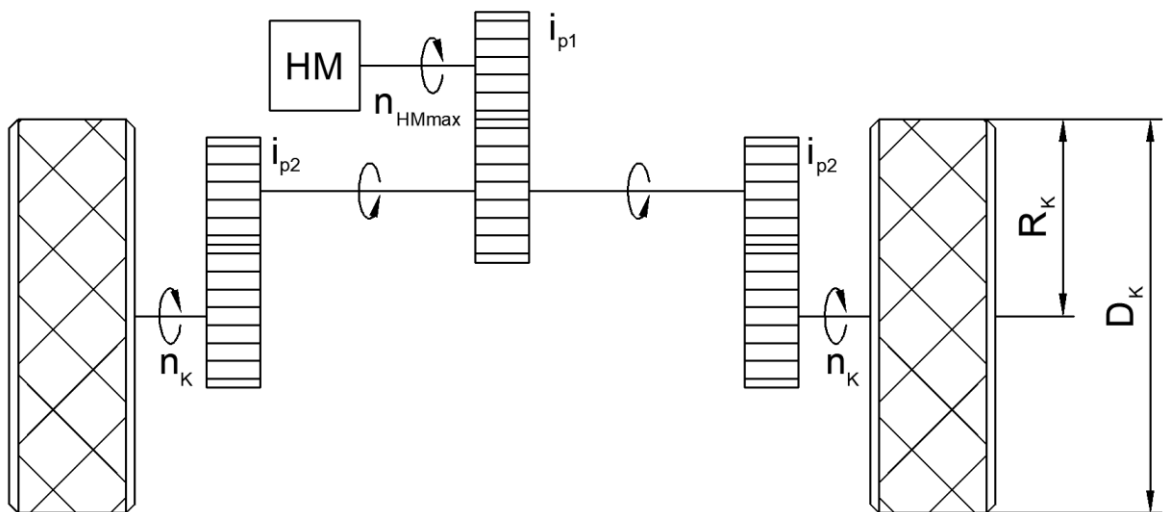 HM
n_HMmax
i_p1
i_p2
i_p2
n_K
n_K
R_K
D_K